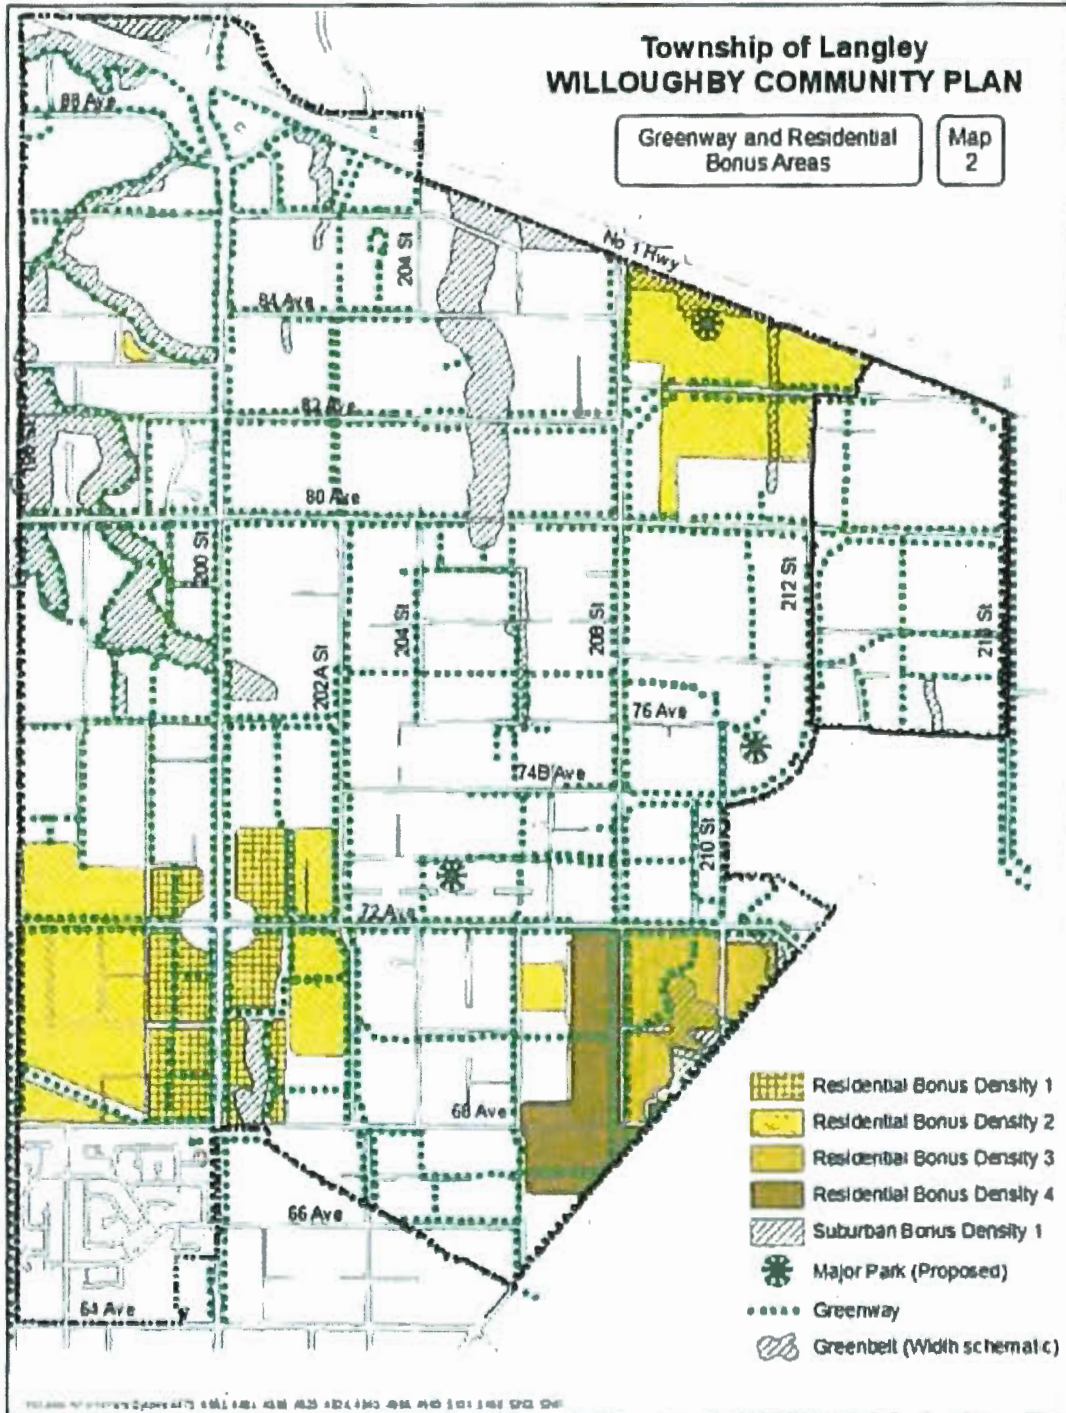 Township of Langley
WILLOUGHBY COMMUNITY PLAN
Greenway and Residential
Bonus Areas
Map
2
88 Ave
No 1 Hwy
204 St
84 Ave
82 Ave
80 Ave
200 St
212 St
204 St
208 St
202A St
76 Ave
74B Ave
210 St
72 Ave
68 Ave
66 Ave
64 Ave
Residential Bonus Density 1
Residential Bonus Density 2
Residential Bonus Density 3
Residential Bonus Density 4
Suburban Bonus Density 1
Major Park (Proposed)
Greenway
Greenbelt (Width schematic)